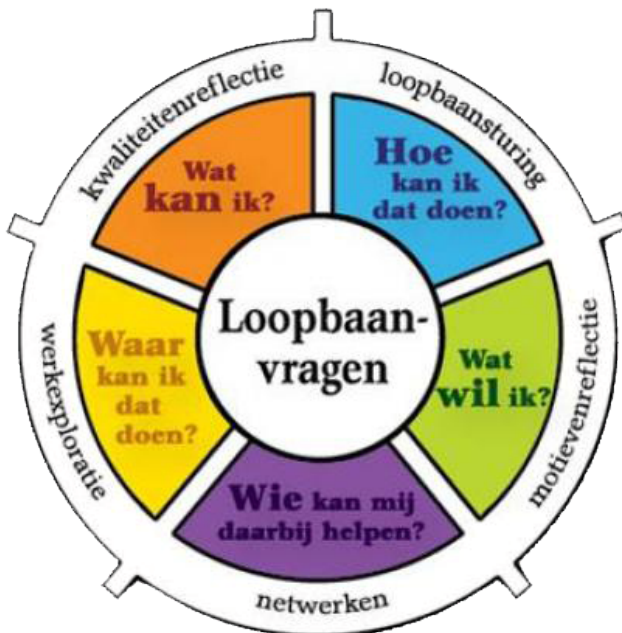 kwaliteitenreflectie
loopbaansturing
Wat
kan ik?
Hoe
kan ik
dat doen?
Loopbaan-
vragen
Waar
kan ik
dat
doen?
Wat
wil ik?
werkexploratie
motievenreflectie
Wie kan mij
daarbij helpen?
netwerken